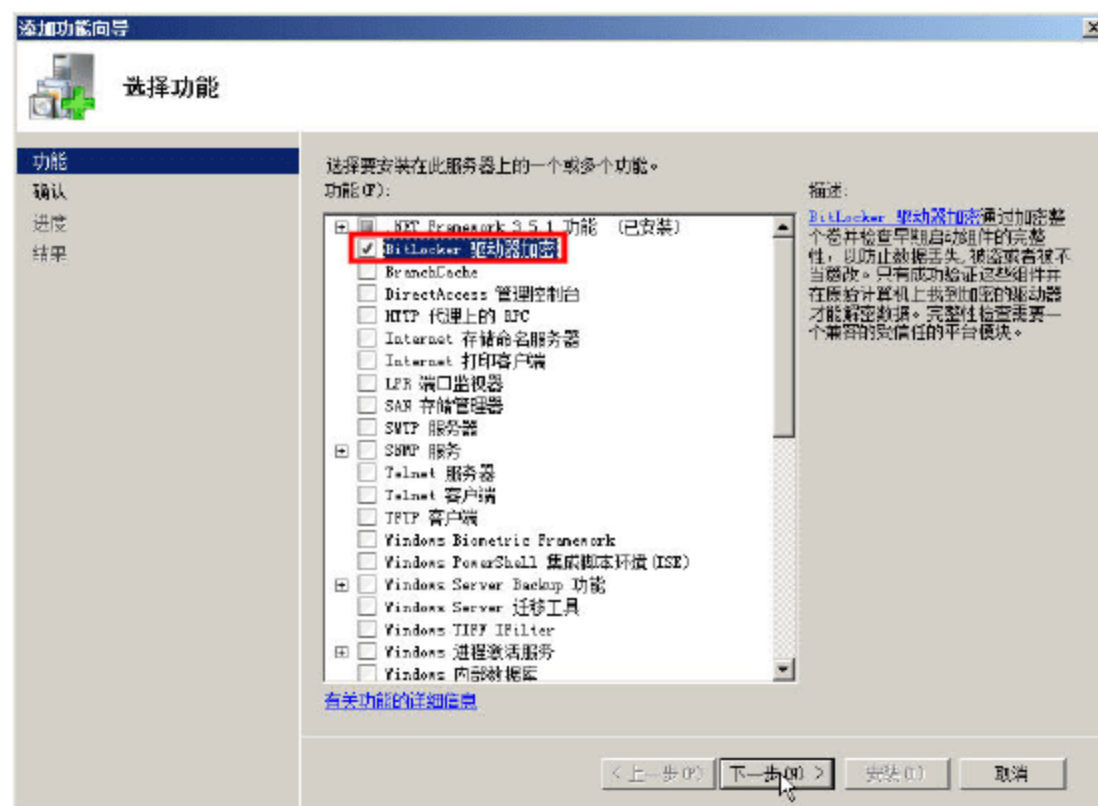 添加功能向导
选择功能
功能
确认
进度
结果
选择要安装在此服务器上的一个或多个功能。
功能(F):
.NET Framework 3.5.1 功能 (已安装)
BitLocker 驱动器加密
BranchCache
DirectAccess 管理控制台
HTTP 代理上的 RPC
Internet 存储命名服务器
Internet 打印客户端
LPR 端口监视器
SAN 存储管理器
SMTP 服务器
SNMP 服务
Telnet 服务器
Telnet 客户端
TFTP 客户端
Windows Biometric Framework
Windows PowerShell 集成脚本环境(ISE)
Windows Server Backup 功能
Windows Server 迁移工具
Windows TIFF IFilter
Windows 进程激活服务
Windows 内部数据库
有关功能的详细信息
描述:
BitLocker 驱动器加密通过加密整
个卷并检查早期启动组件的完整
性，以防止数据丢失、被盗或者被不
当篡改。只有成功验证这些组件并
在原始计算机上找到加密的驱动器
才能解密数据。完整性检查需要一
个兼容的受信任的平台模块。
< 上一步(P)
下一步(N) >
安装(I)
取消